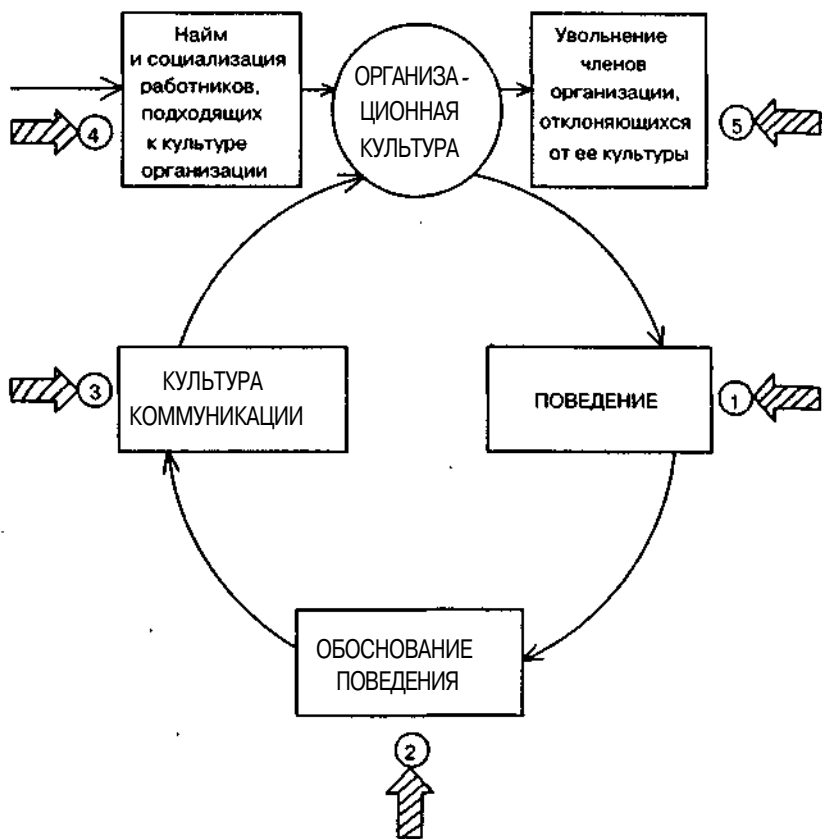 Найм
и социализация
работников,
подходящих
к культуре
организации
4
ОРГАНИЗА-
ЦИОННАЯ
КУЛЬТУРА
Увольнение
членов
организации,
отклоняющихся
от ее культуры
5
КУЛЬТУРА
КОММУНИКАЦИИ
3
ПОВЕДЕНИЕ
1
ОБОСНОВАНИЕ
ПОВЕДЕНИЯ
2